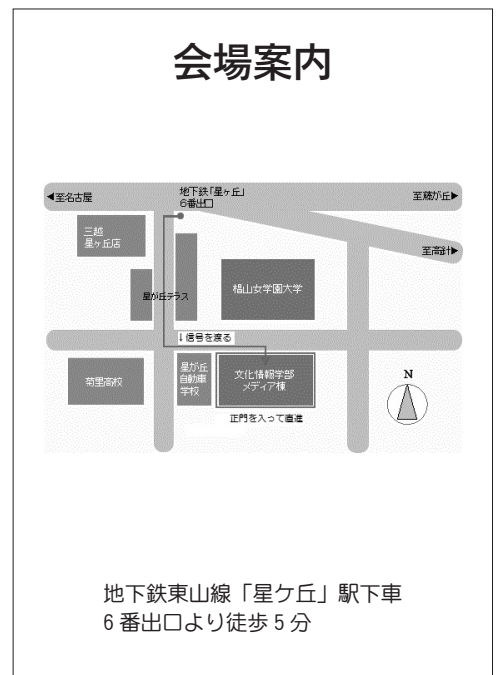 会場案内
◀至名古屋
地下鉄「星ヶ丘」
6番出口
至藤が丘▶
三越
星ヶ丘店
至高針▶
星が丘テラス
椙山女学園大学
↓信号を渡る
菊里高校
星が丘
自動車
学校
文化情報学部
メディア棟
N
正門を入って直進
地下鉄東山線「星ケ丘」駅下車
6 番出口より徒歩 5 分